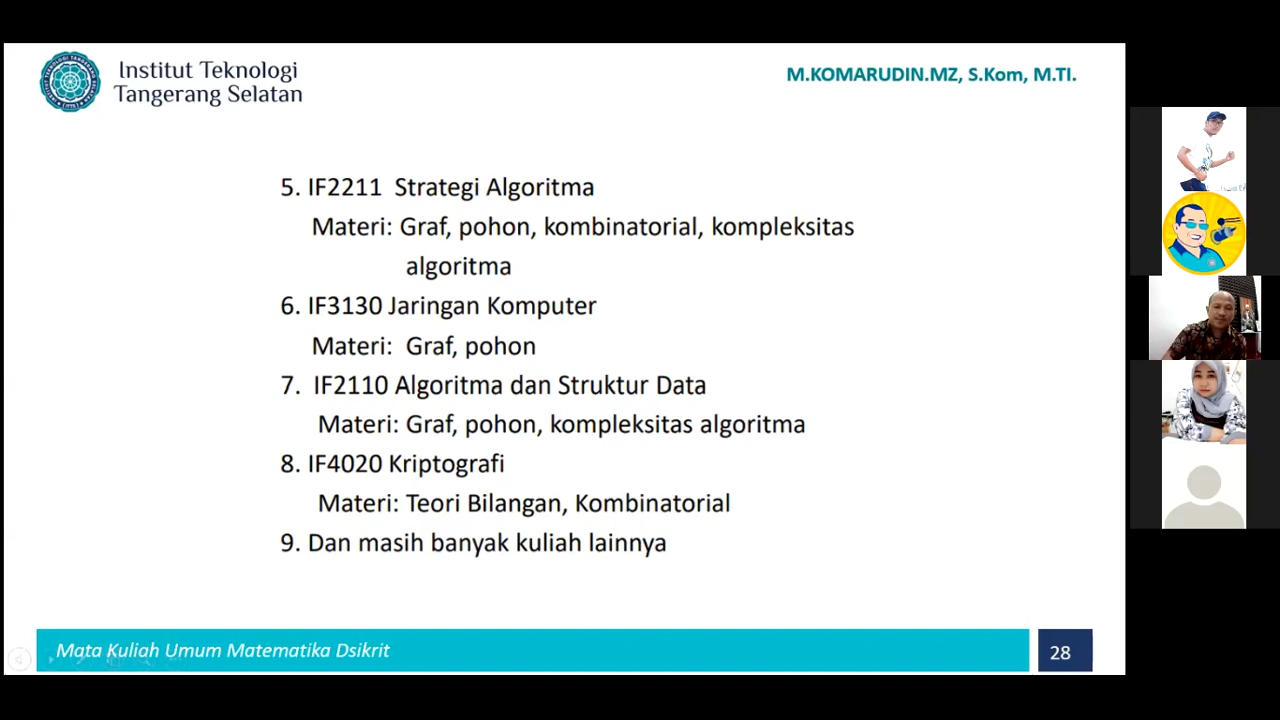 Institut Teknologi
Tangerang Selatan
M.KOMARUDIN.MZ, S.Kom, M.TI.
5. IF2211 Strategi Algoritma
Materi: Graf, pohon, kombinatorial, kompleksitas
algoritma
6. IF3130 Jaringan Komputer
Materi: Graf, pohon
7. IF2110 Algoritma dan Struktur Data
Materi: Graf, pohon, kompleksitas algoritma
8. IF4020 Kriptografi
Materi: Teori Bilangan, Kombinatorial
9. Dan masih banyak kuliah lainnya
Mata Kuliah Umum Matematika Dsikrit
28